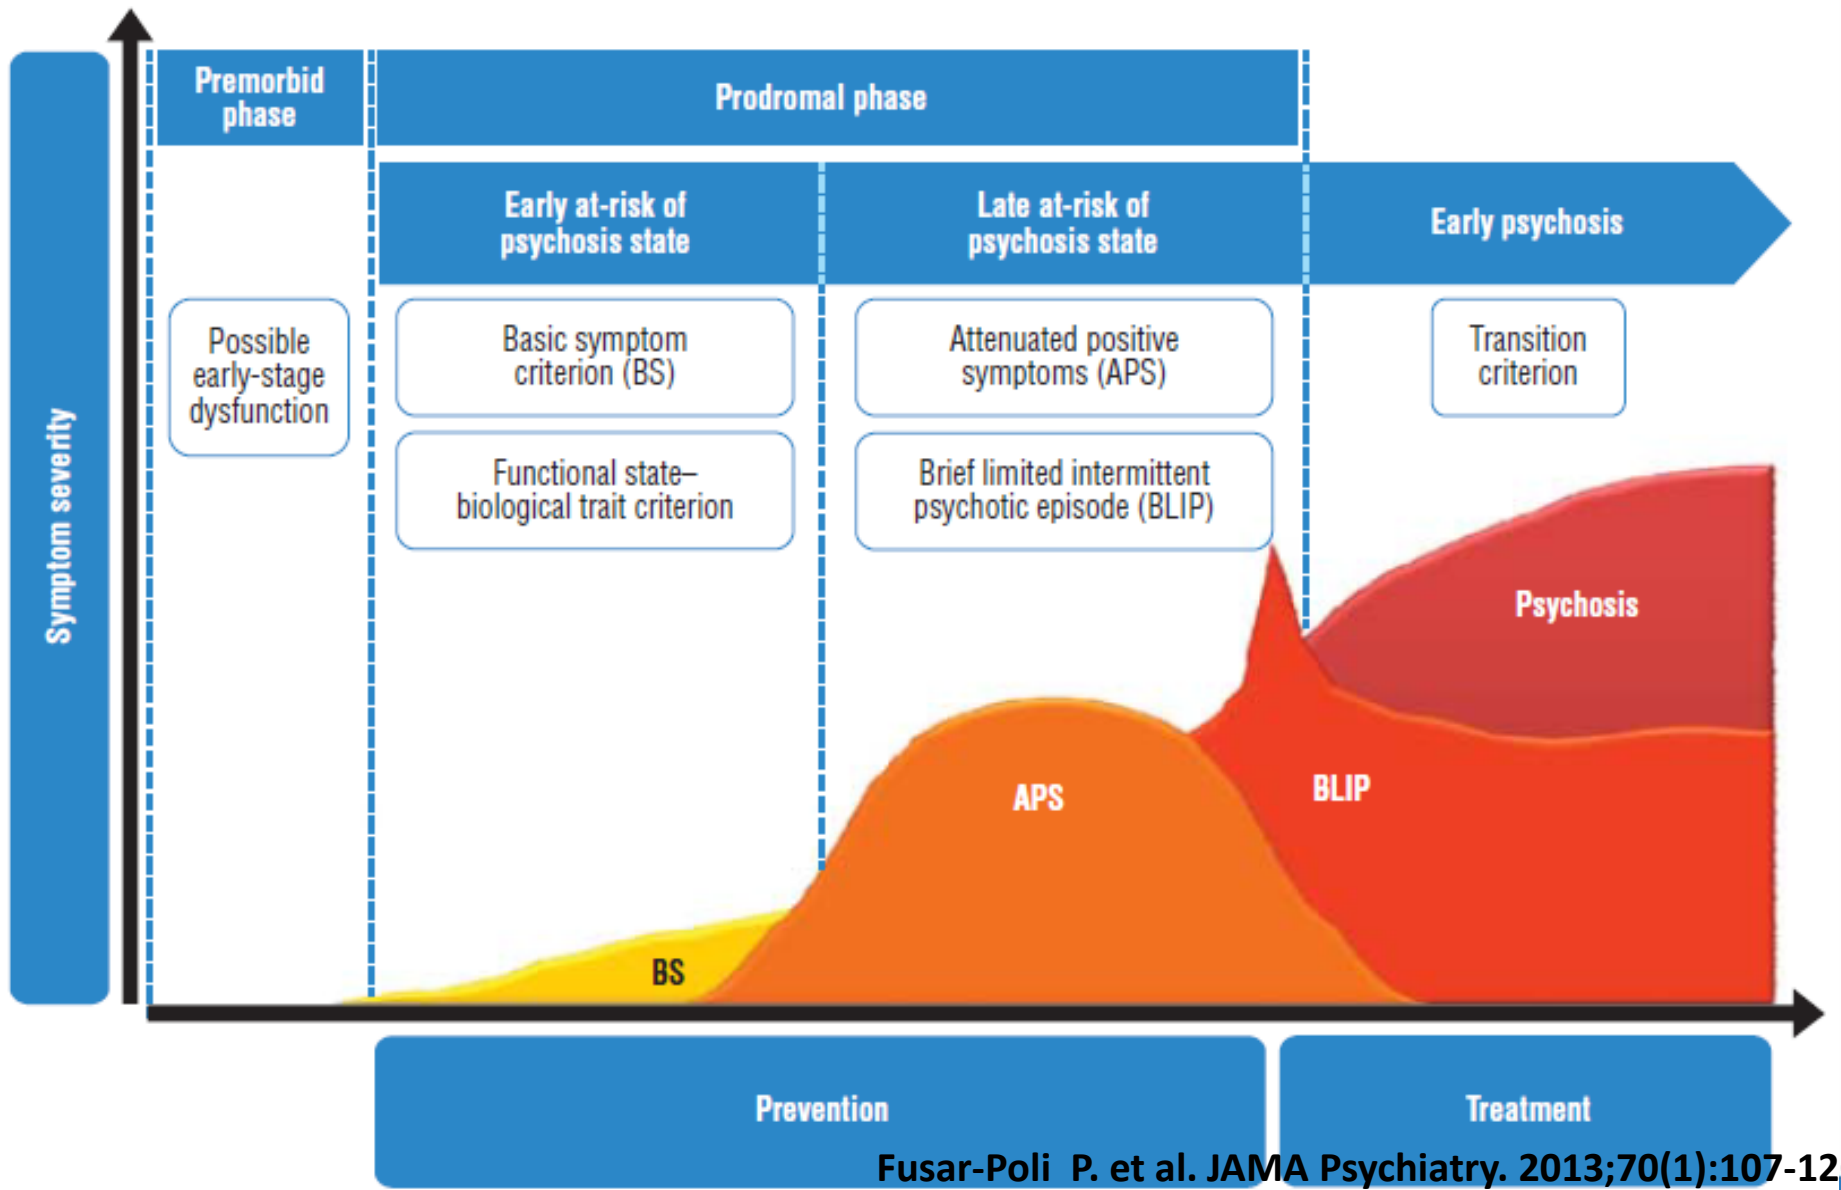 Symptom severity
Premorbid
phase
Prodromal phase
Early at-risk of
psychosis state
Late at-risk of
psychosis state
Early psychosis
Possible
early-stage
dysfunction
Basic symptom
criterion (BS)
Functional state–
biological trait criterion
Attenuated positive
symptoms (APS)
Brief limited intermittent
psychotic episode (BLIP)
Transition
criterion
BS
APS
BLIP
Psychosis
Prevention
Treatment
Fusar-Poli P. et al. JAMA Psychiatry. 2013;70(1):107-12